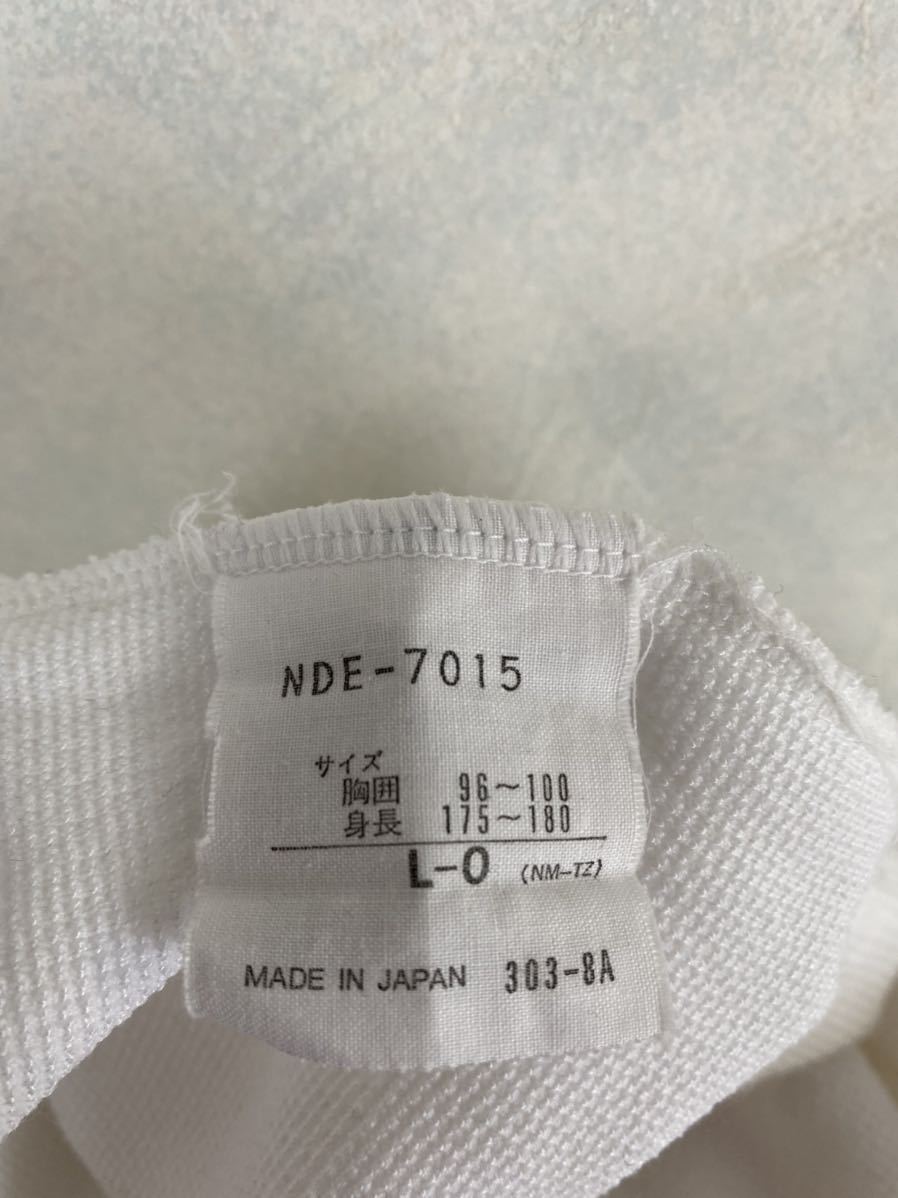 NDE-7015
サイズ
胸囲 96~100
身長 175~180
L-O (NM-TZ)
MADE IN JAPAN 303-8A